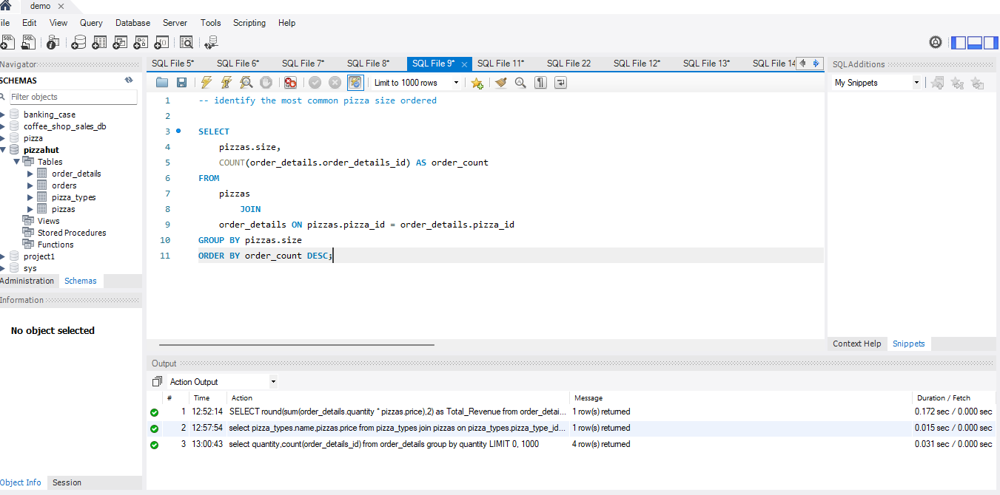 demo
ile Edit View Query Database Server Tools Scripting Help
Navigator
SCHEMAS
Filter objects
banking_case
coffee_shop_sales_db
pizza
pizzahut
Tables
order_details
orders
pizza_types
pizzas
Views
Stored Procedures
Functions
project1
sys
Administration Schemas
Information
No object selected
Object Info Session
SQL File 5* SQL File 6* SQL File 7* SQL File 8* SQL File 9* SQL File 11* SQL File 22 SQL File 12* SQL File 13* SQL File 14
Limit to 1000 rows
1 -- identify the most common pizza size ordered
2
3 SELECT
4 pizzas.size,
5 COUNT(order_details.order_details_id) AS order_count
6 FROM
7 pizzas
8 JOIN
9 order_details ON pizzas.pizza_id = order_details.pizza_id
10 GROUP BY pizzas.size
11 ORDER BY order_count DESC;
SQLAdditions
My Snippets
Context Help Snippets
Output
Action Output
# Time Action Message Duration / Fetch
1 12:52:14 SELECT round(sum(order_details.quantity * pizzas.price),2) as Total_Revenue from order_detai... 1 row(s) returned 0.172 sec / 0.000 sec
2 12:57:54 select pizza_types.name,pizzas.price from pizza_types join pizzas on pizza_types.pizza_type_id... 1 row(s) returned 0.015 sec / 0.000 sec
3 13:00:43 select quantity,count(order_details_id) from order_details group by quantity LIMIT 0, 1000 4 row(s) returned 0.031 sec / 0.000 sec